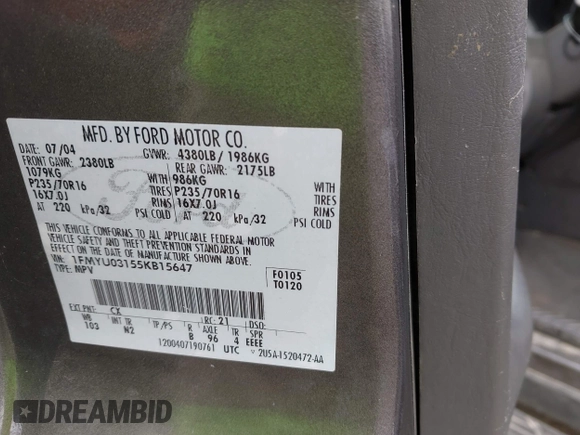 MFD. BY FORD MOTOR CO.
DATE: 07/04 GVWR: 4380LB/ 1986KG
FRONT GAWR: 2380LB REAR GAWR: 2175LB
1079KG WITH 986KG WITH
P235/70R16 TIRES P235/70R16 TIRES
16X7.0J RIMS 16X7.0J RIMS
AT 220 kPa/32 PSI COLD AT 220 kPa/32 PSI COLD
THIS VEHICLE CONFORMS TO ALL APPLICABLE FEDERAL MOTOR
VEHICLE SAFETY AND BUMPER STANDARDS IN EFFECT ON THE
DATE OF MANUFACTURE SHOWN ABOVE.
VIN: 1FMYU03155KB15647
TYPE: MPV
F0105
T0120
EXT PNT: CX RC: 21 DSO:
WB INT TR TP/PS R AXLE TR SPR
103 N2 B 96 4 EEEE
1200407190761 UTC ▽ 2U5A-1520472-AA
Ford
DREAMBID